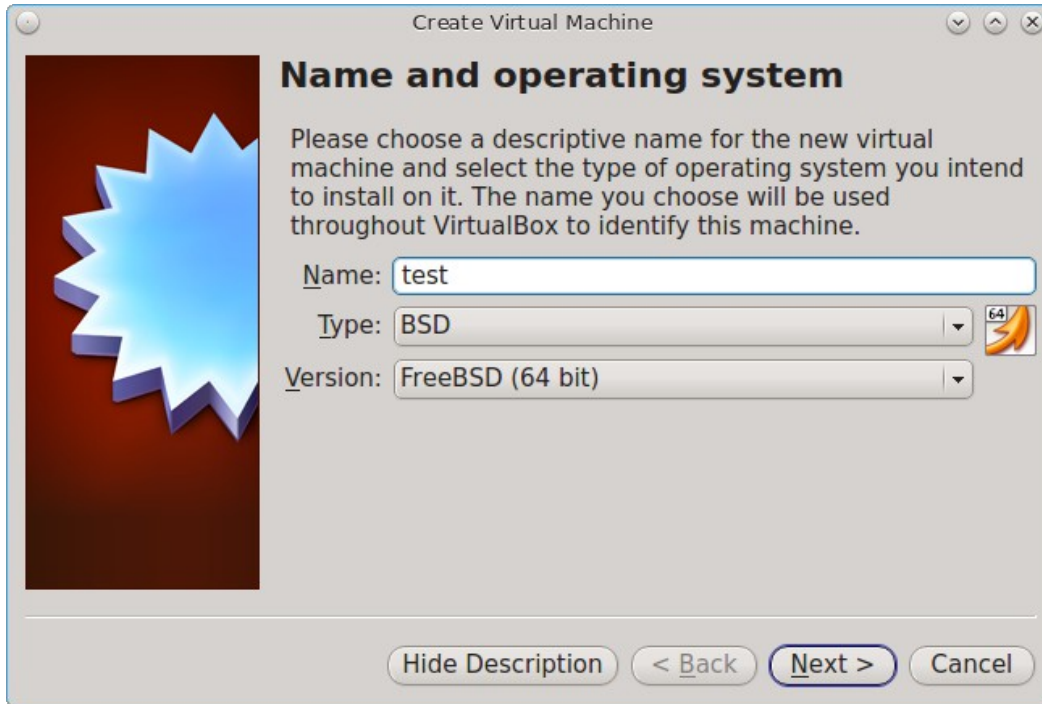 Create Virtual Machine
Name and operating system
Please choose a descriptive name for the new virtual
machine and select the type of operating system you intend
to install on it. The name you choose will be used
throughout VirtualBox to identify this machine.
Name: test
Type: BSD
64
Version: FreeBSD (64 bit)
Hide Description < Back Next > Cancel